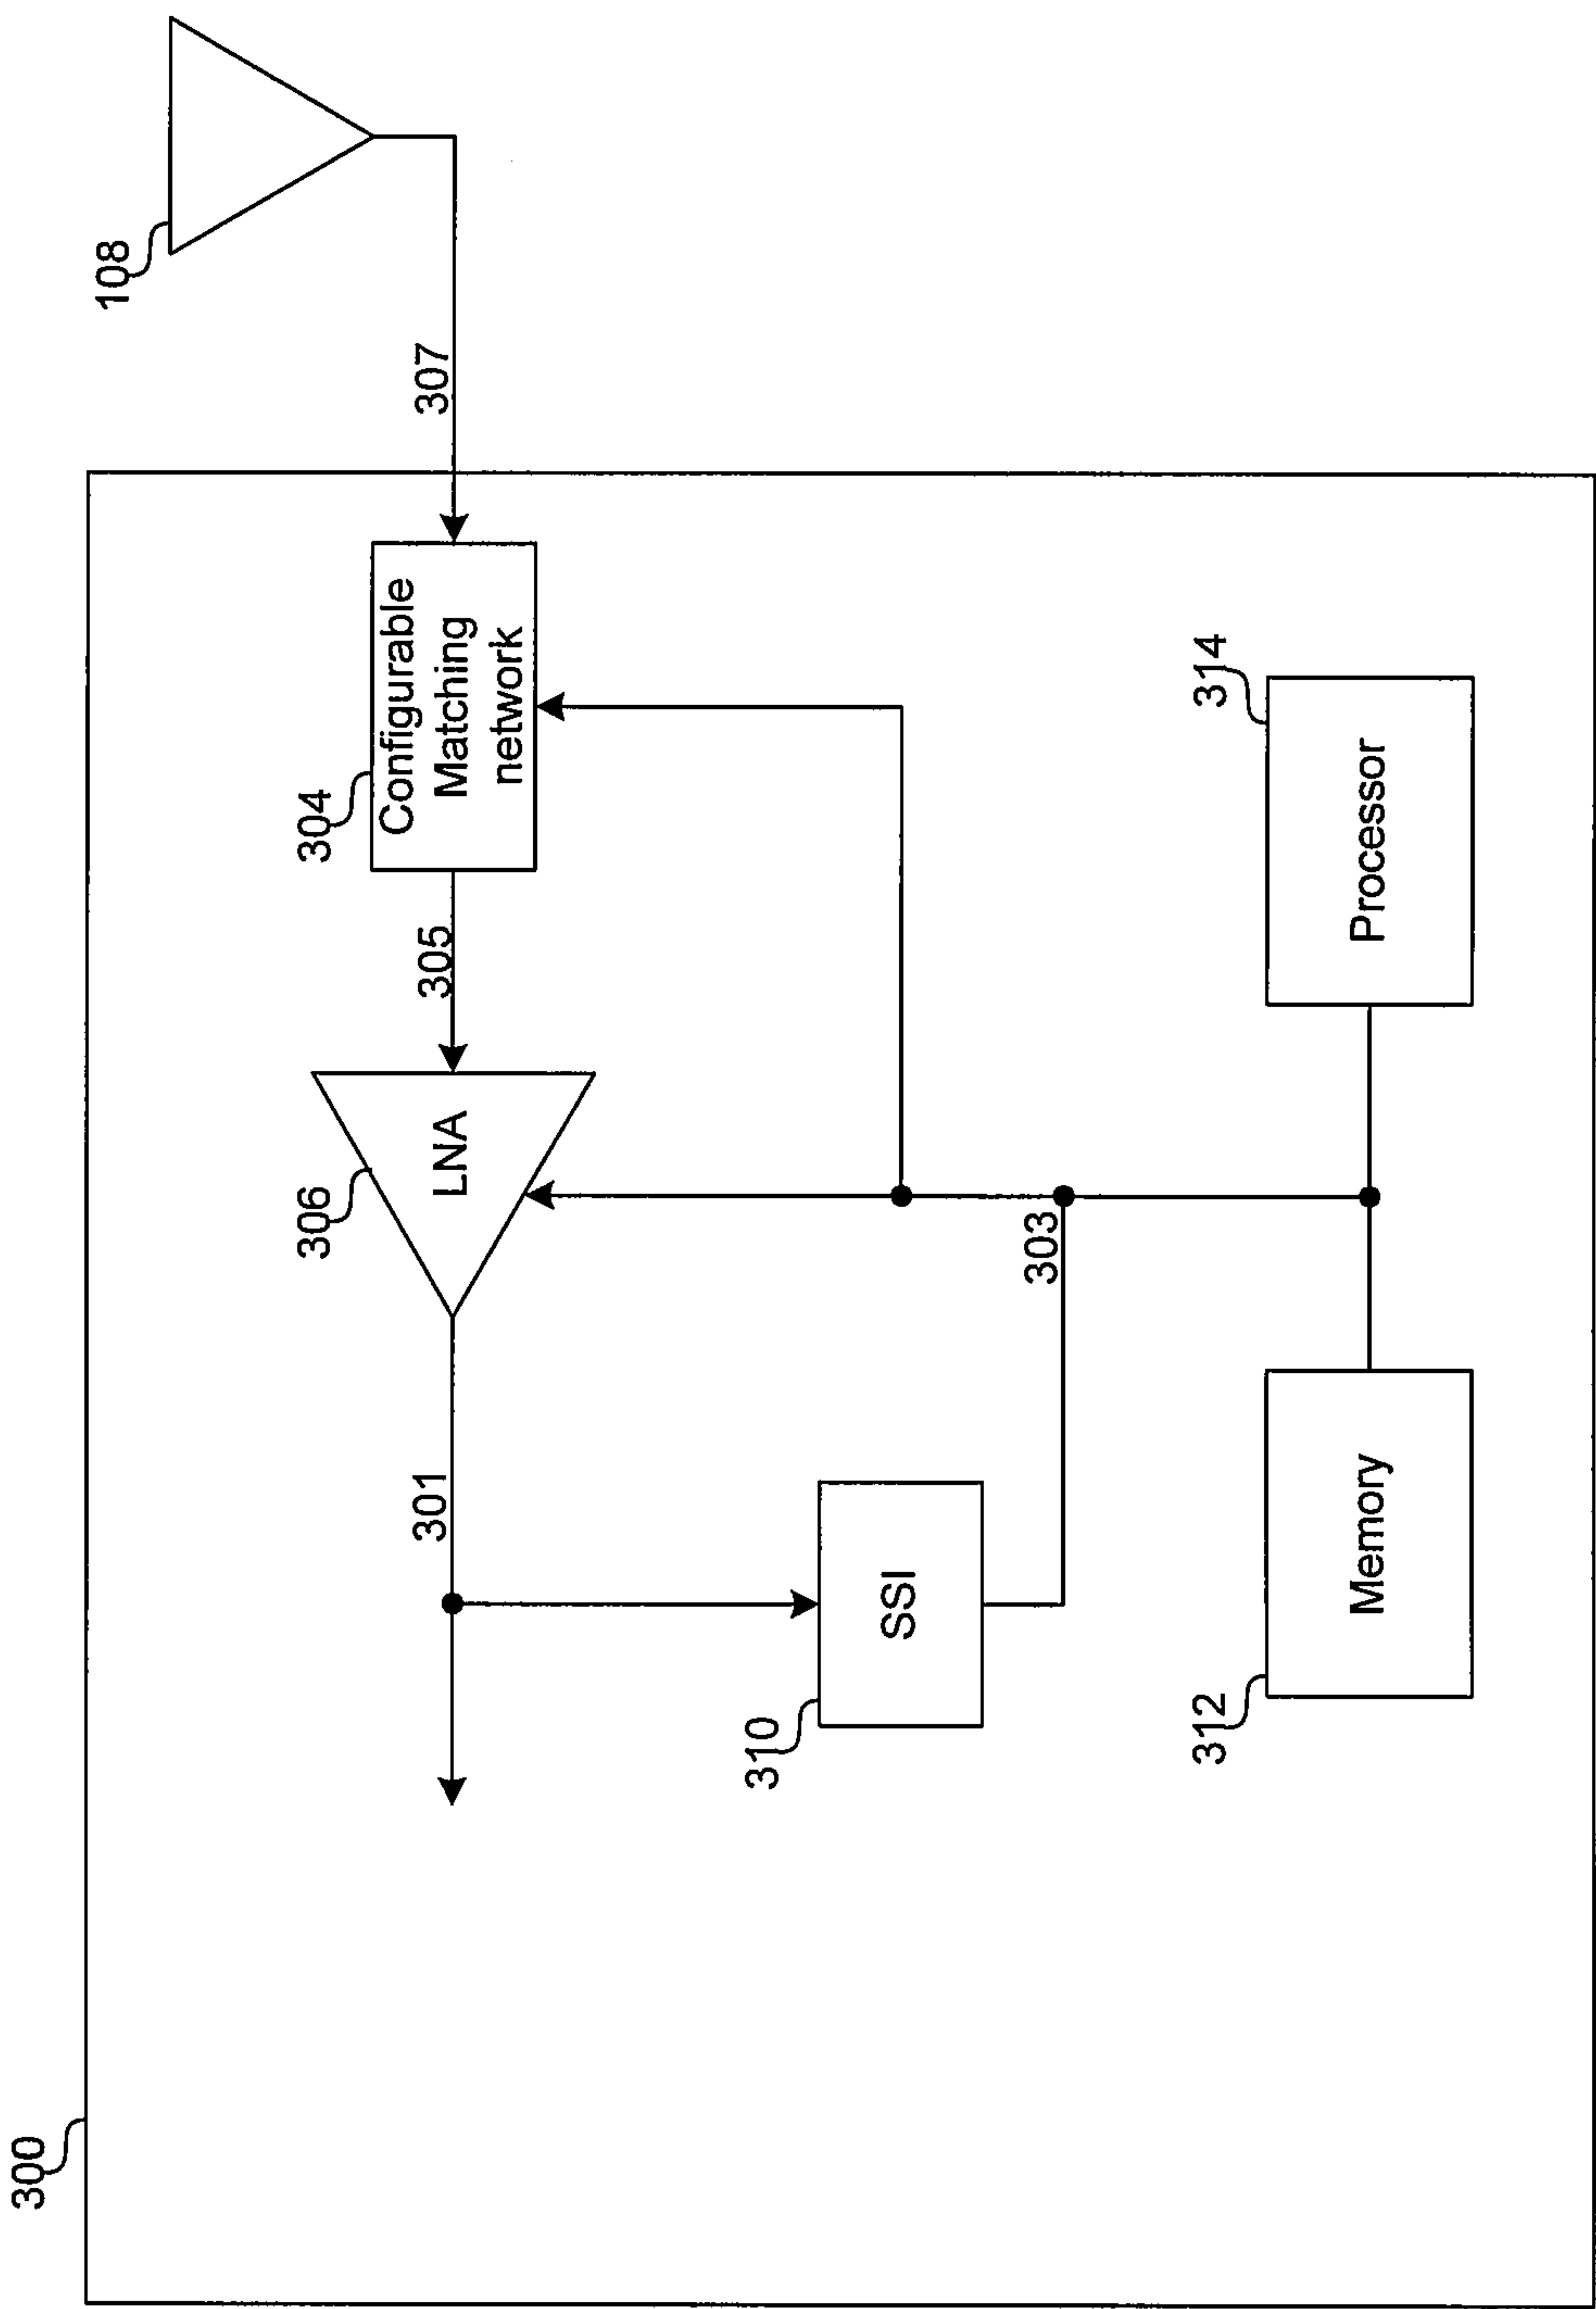 300
108
307
304
Configurable
Matching
network
305
306
LNA
301
310
SSI
303
312
Memory
314
Processor